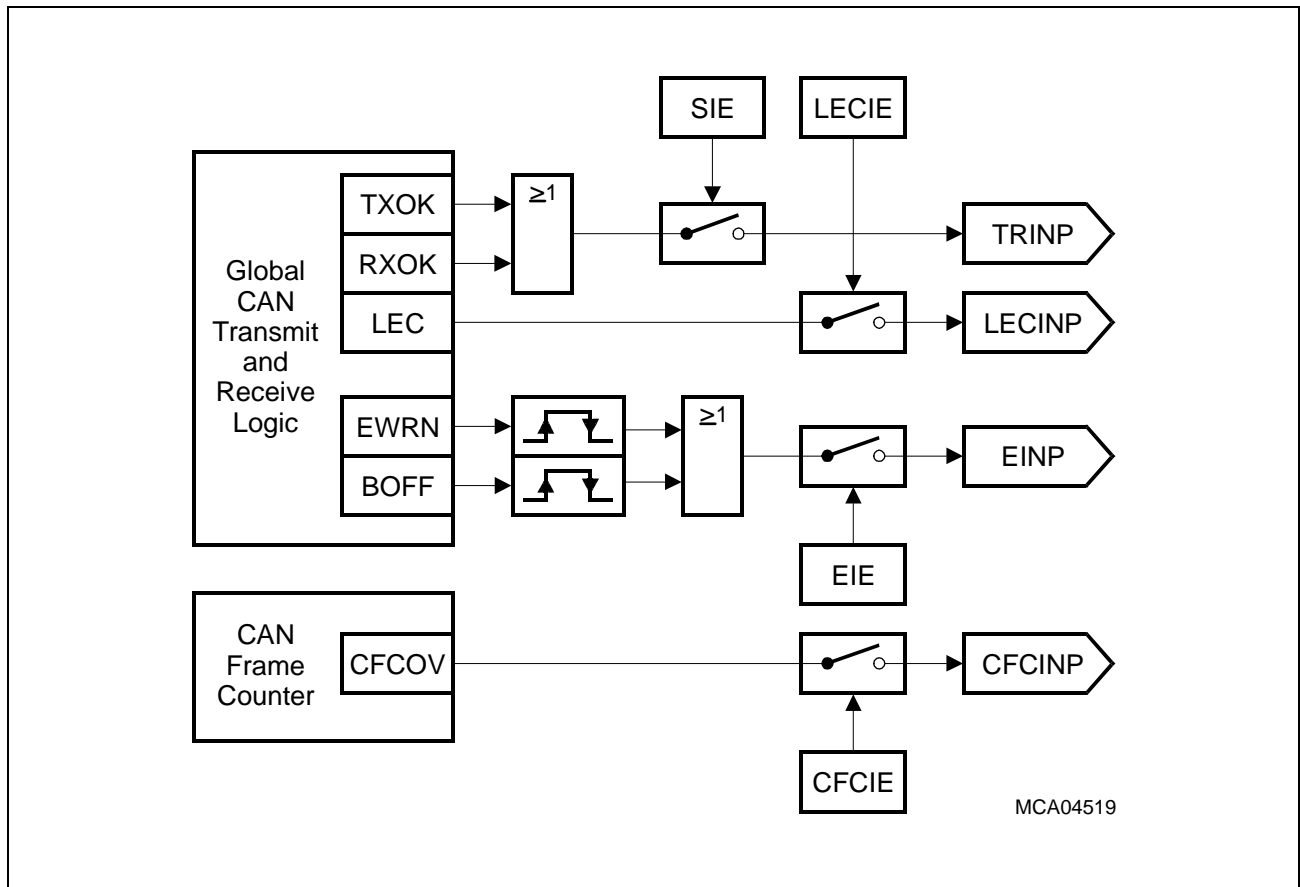 SIE
LECIE
TXOK
≥1
RXOK
TRINP
Global
CAN
Transmit
and
Receive
Logic
LEC
LECINP
EWRN
≥1
BOFF
EINP
EIE
CAN
Frame
Counter
CFCOV
CFCINP
CFCIE
MCA04519